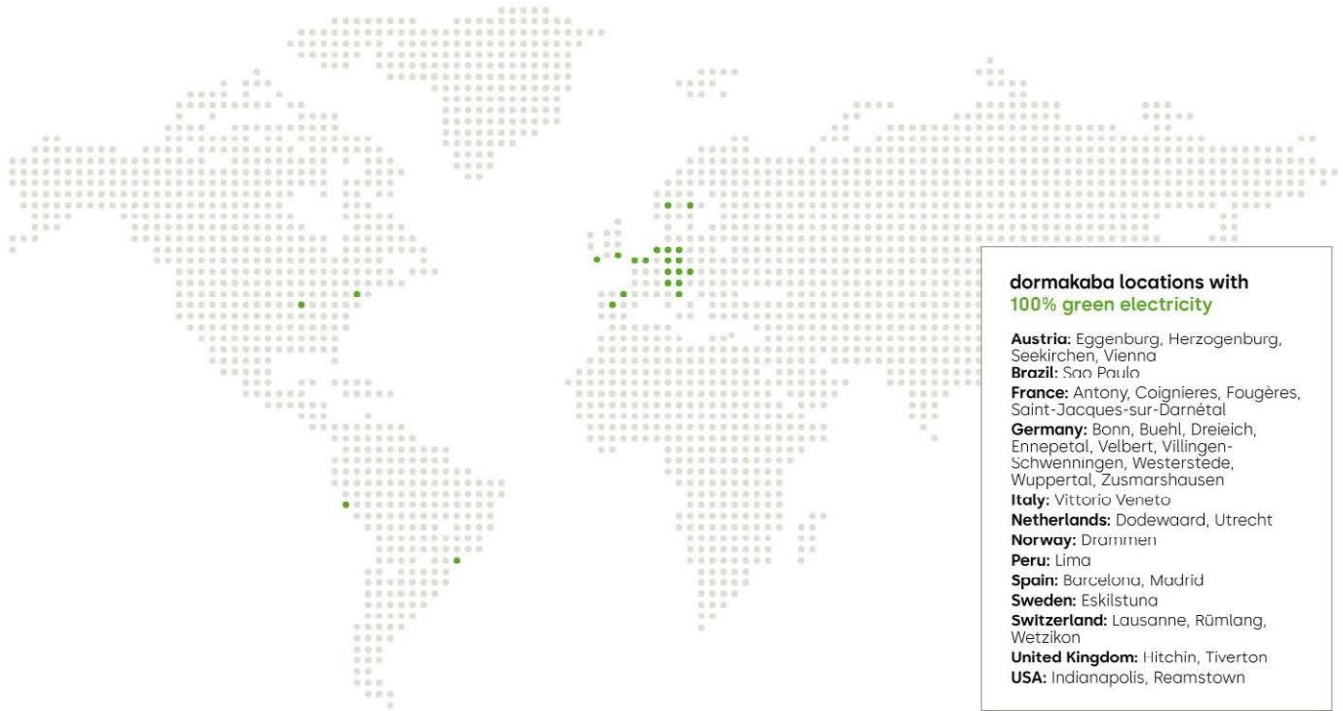 dormakaba locations with
100% green electricity
Austria: Eggenburg, Herzogenburg,
Seekirchen, Vienna
Brazil: Sao Paulo
France: Antony, Coignieres, Fougères,
Saint-Jacques-sur-Darnétal
Germany: Bonn, Buehl, Dreieich,
Ennepetal, Velbert, Villingen-
Schwenningen, Westerstede,
Wuppertal, Zusmarshausen
Italy: Vittorio Veneto
Netherlands: Dodewaard, Utrecht
Norway: Drammen
Peru: Lima
Spain: Barcelona, Madrid
Sweden: Eskilstuna
Switzerland: Lausanne, Rümlang,
Wetzikon
United Kingdom: Hitchin, Tiverton
USA: Indianapolis, Reamstown